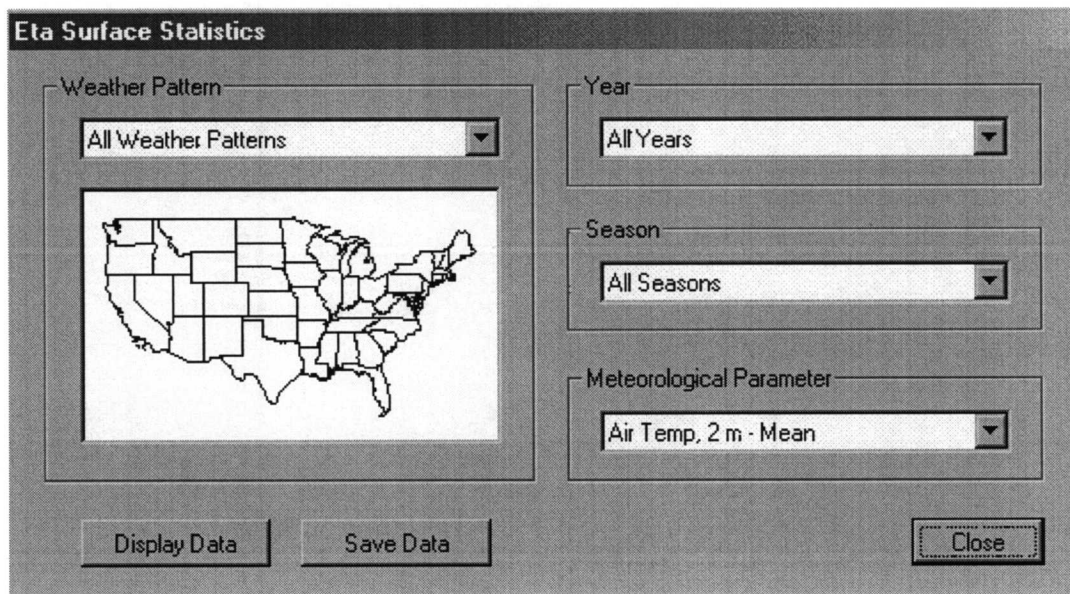 Eta Surface Statistics
Weather Pattern
All Weather Patterns
Year
All Years
Season
All Seasons
Meteorological Parameter
Air Temp, 2 m - Mean
Display Data
Save Data
Close